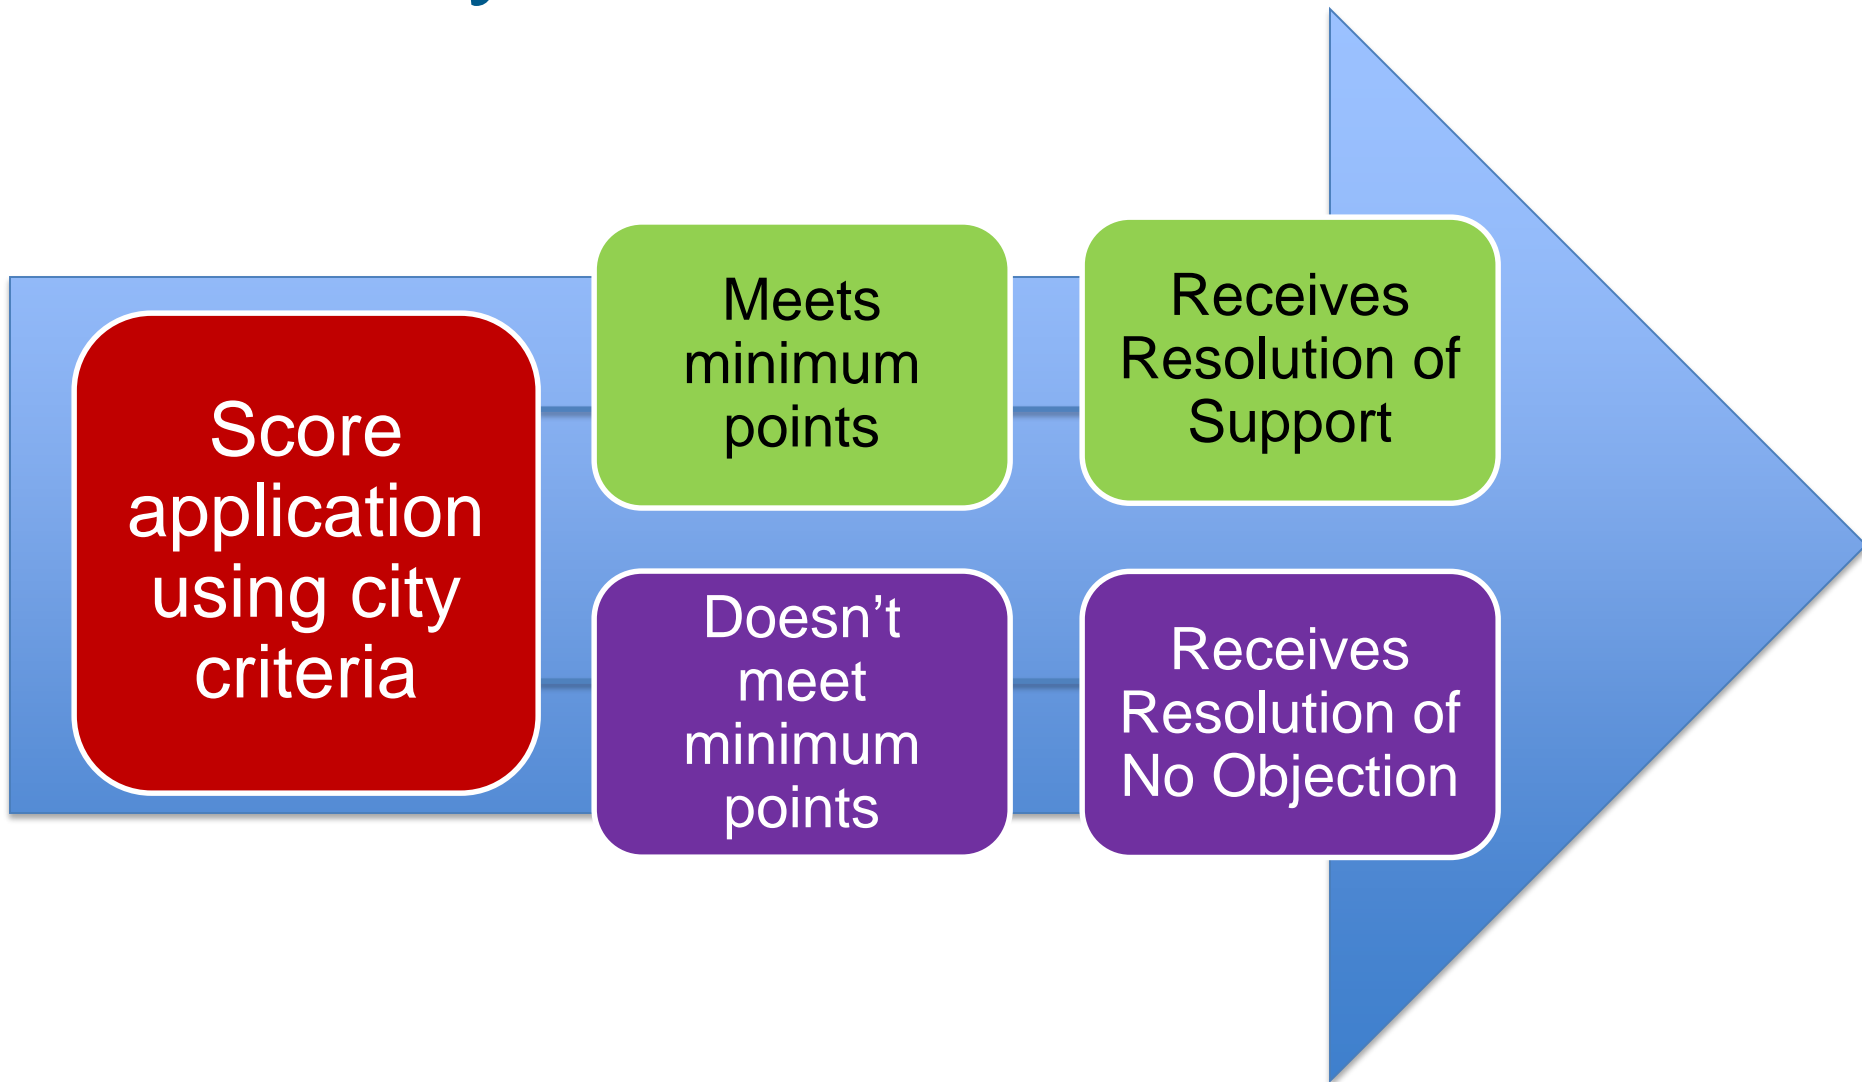 Score
application
using city
criteria
Meets
minimum
points
Receives
Resolution of
Support
Doesn’t
meet
minimum
points
Receives
Resolution of
No Objection